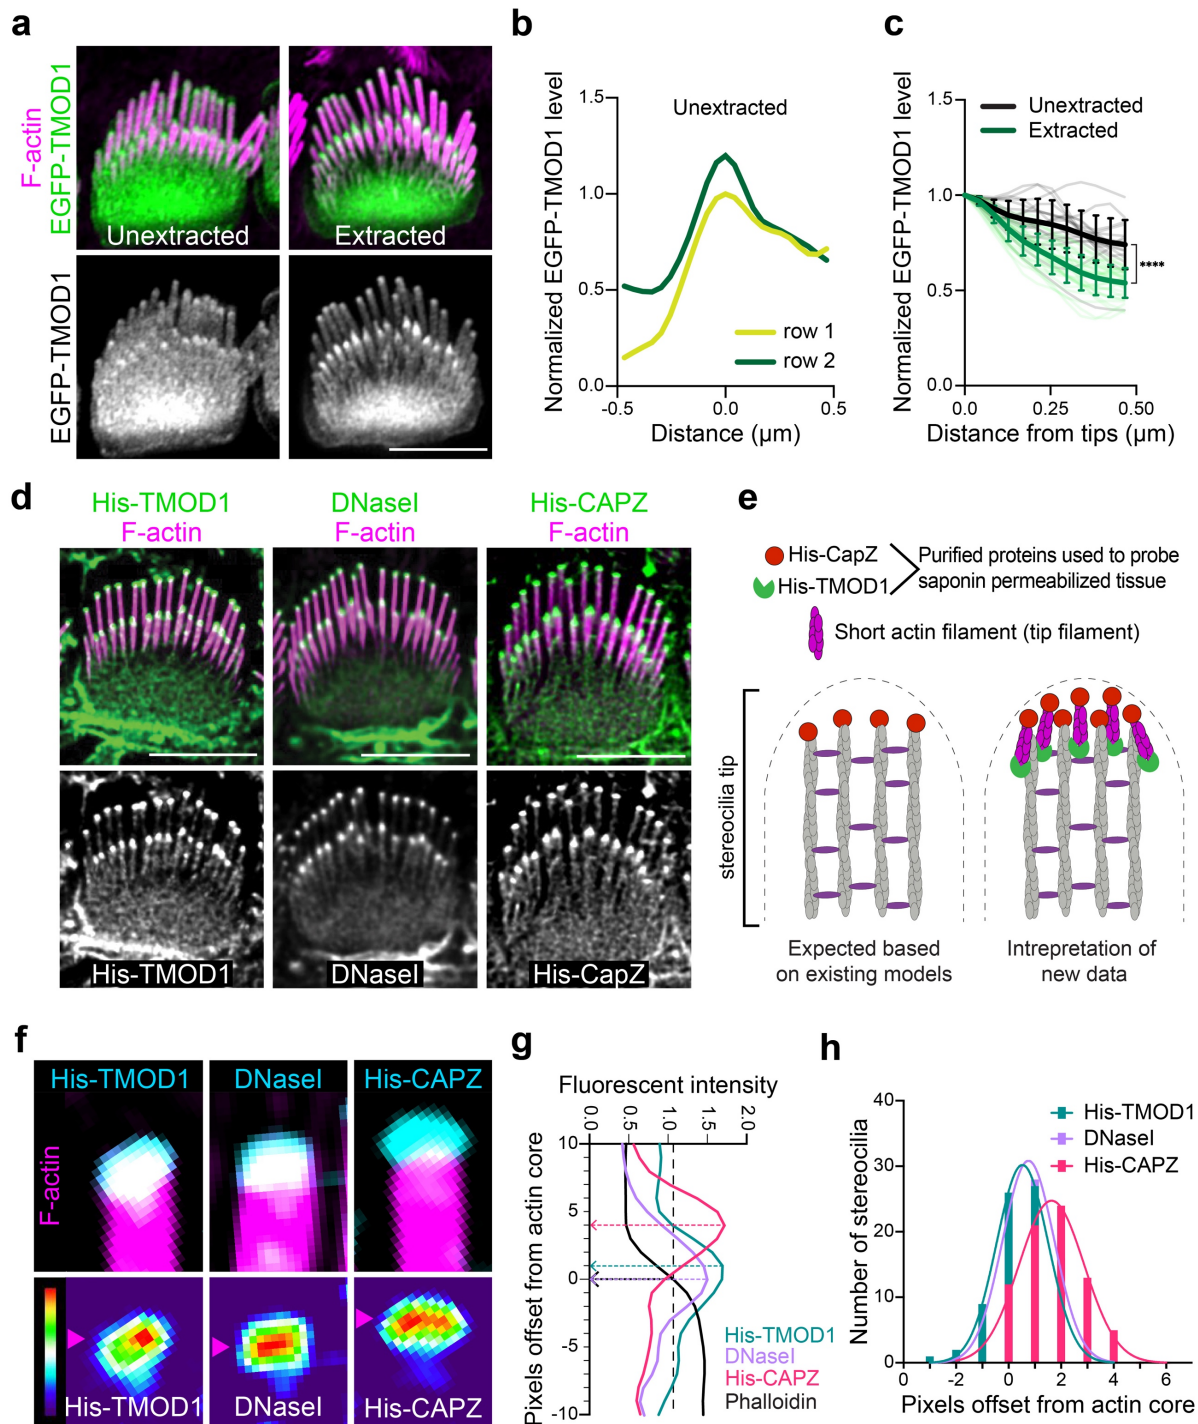 a
F-actin
EGFP-TMOD1
Unextracted
Extracted
EGFP-TMOD1
b
Normalized EGFP-TMOD1 level
1.5
1.0
0.5
0.0
Unextracted
row 1
row 2
-0.5
0.0
0.5
Distance (µm)
c
Normalized EGFP-TMOD1 level
1.5
1.0
0.5
0.0
Unextracted
Extracted
****
0.0
0.25
0.50
Distance from tips (µm)
d
His-TMOD1
F-actin
DNaseI
F-actin
His-CAPZ
F-actin
His-TMOD1
DNaseI
His-CapZ
e
His-CapZ
His-TMOD1
Purified proteins used to probe
saponin permeabilized tissue
Short actin filament (tip filament)
stereocilia tip
Expected based
on existing models
Intrepretation of
new data
f
F-actin
His-TMOD1
DNaseI
His-CAPZ
His-TMOD1
DNaseI
His-CAPZ
g
Fluorescent intensity
0.0
0.5
1.0
1.5
2.0
Pixels offset from actin core
10
5
0
-5
-10
His-TMOD1
DNaseI
His-CAPZ
Phalloidin
h
Number of stereocilia
40
30
20
10
0
His-TMOD1
DNaseI
His-CAPZ
-2
0
2
4
6
Pixels offset from actin core